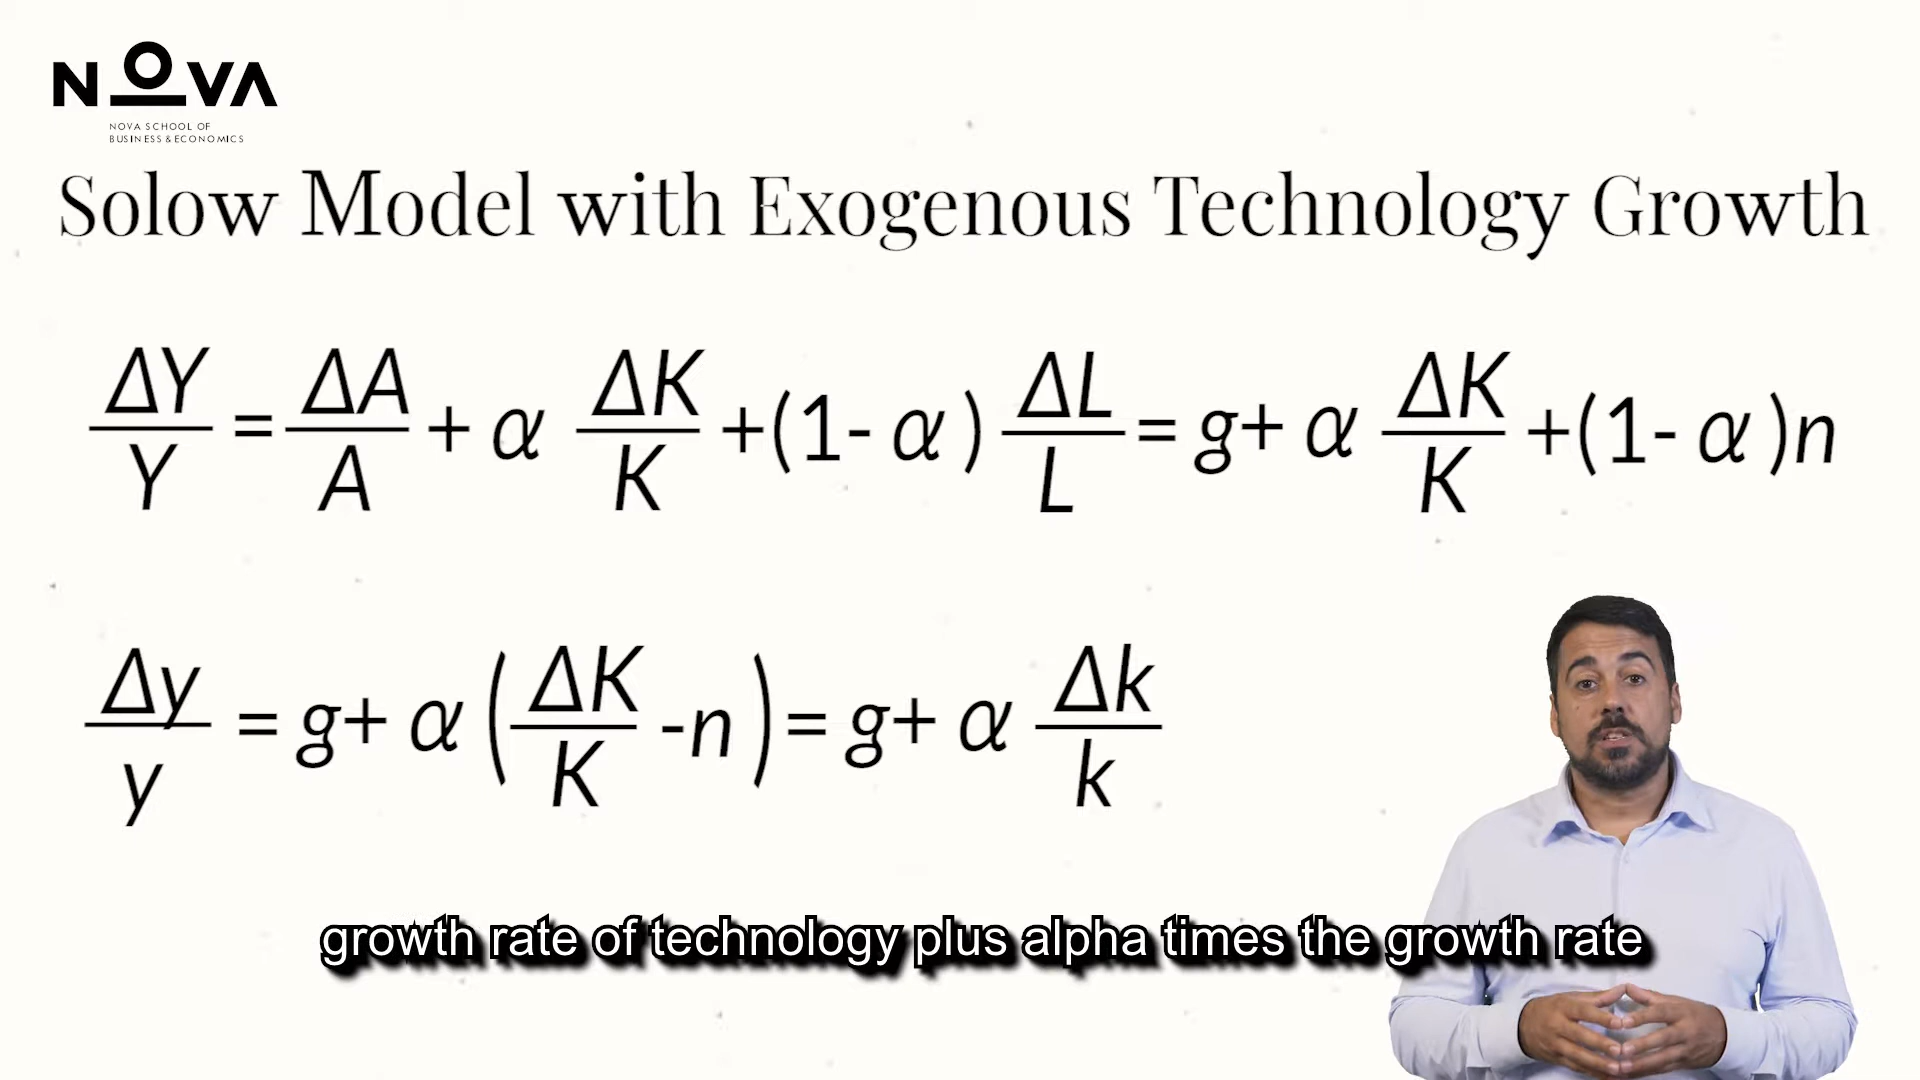 NOVA
NOVA SCHOOL OF
BUSINESS & ECONOMICS
Solow Model with Exogenous Technology Growth
ΔY/Y = ΔA/A + α ΔK/K + (1- α) ΔL/L = g + α ΔK/K + (1- α)n
Δy/y = g + α (ΔK/K - n) = g + α Δk/k
growth rate of technology plus alpha times the growth rate